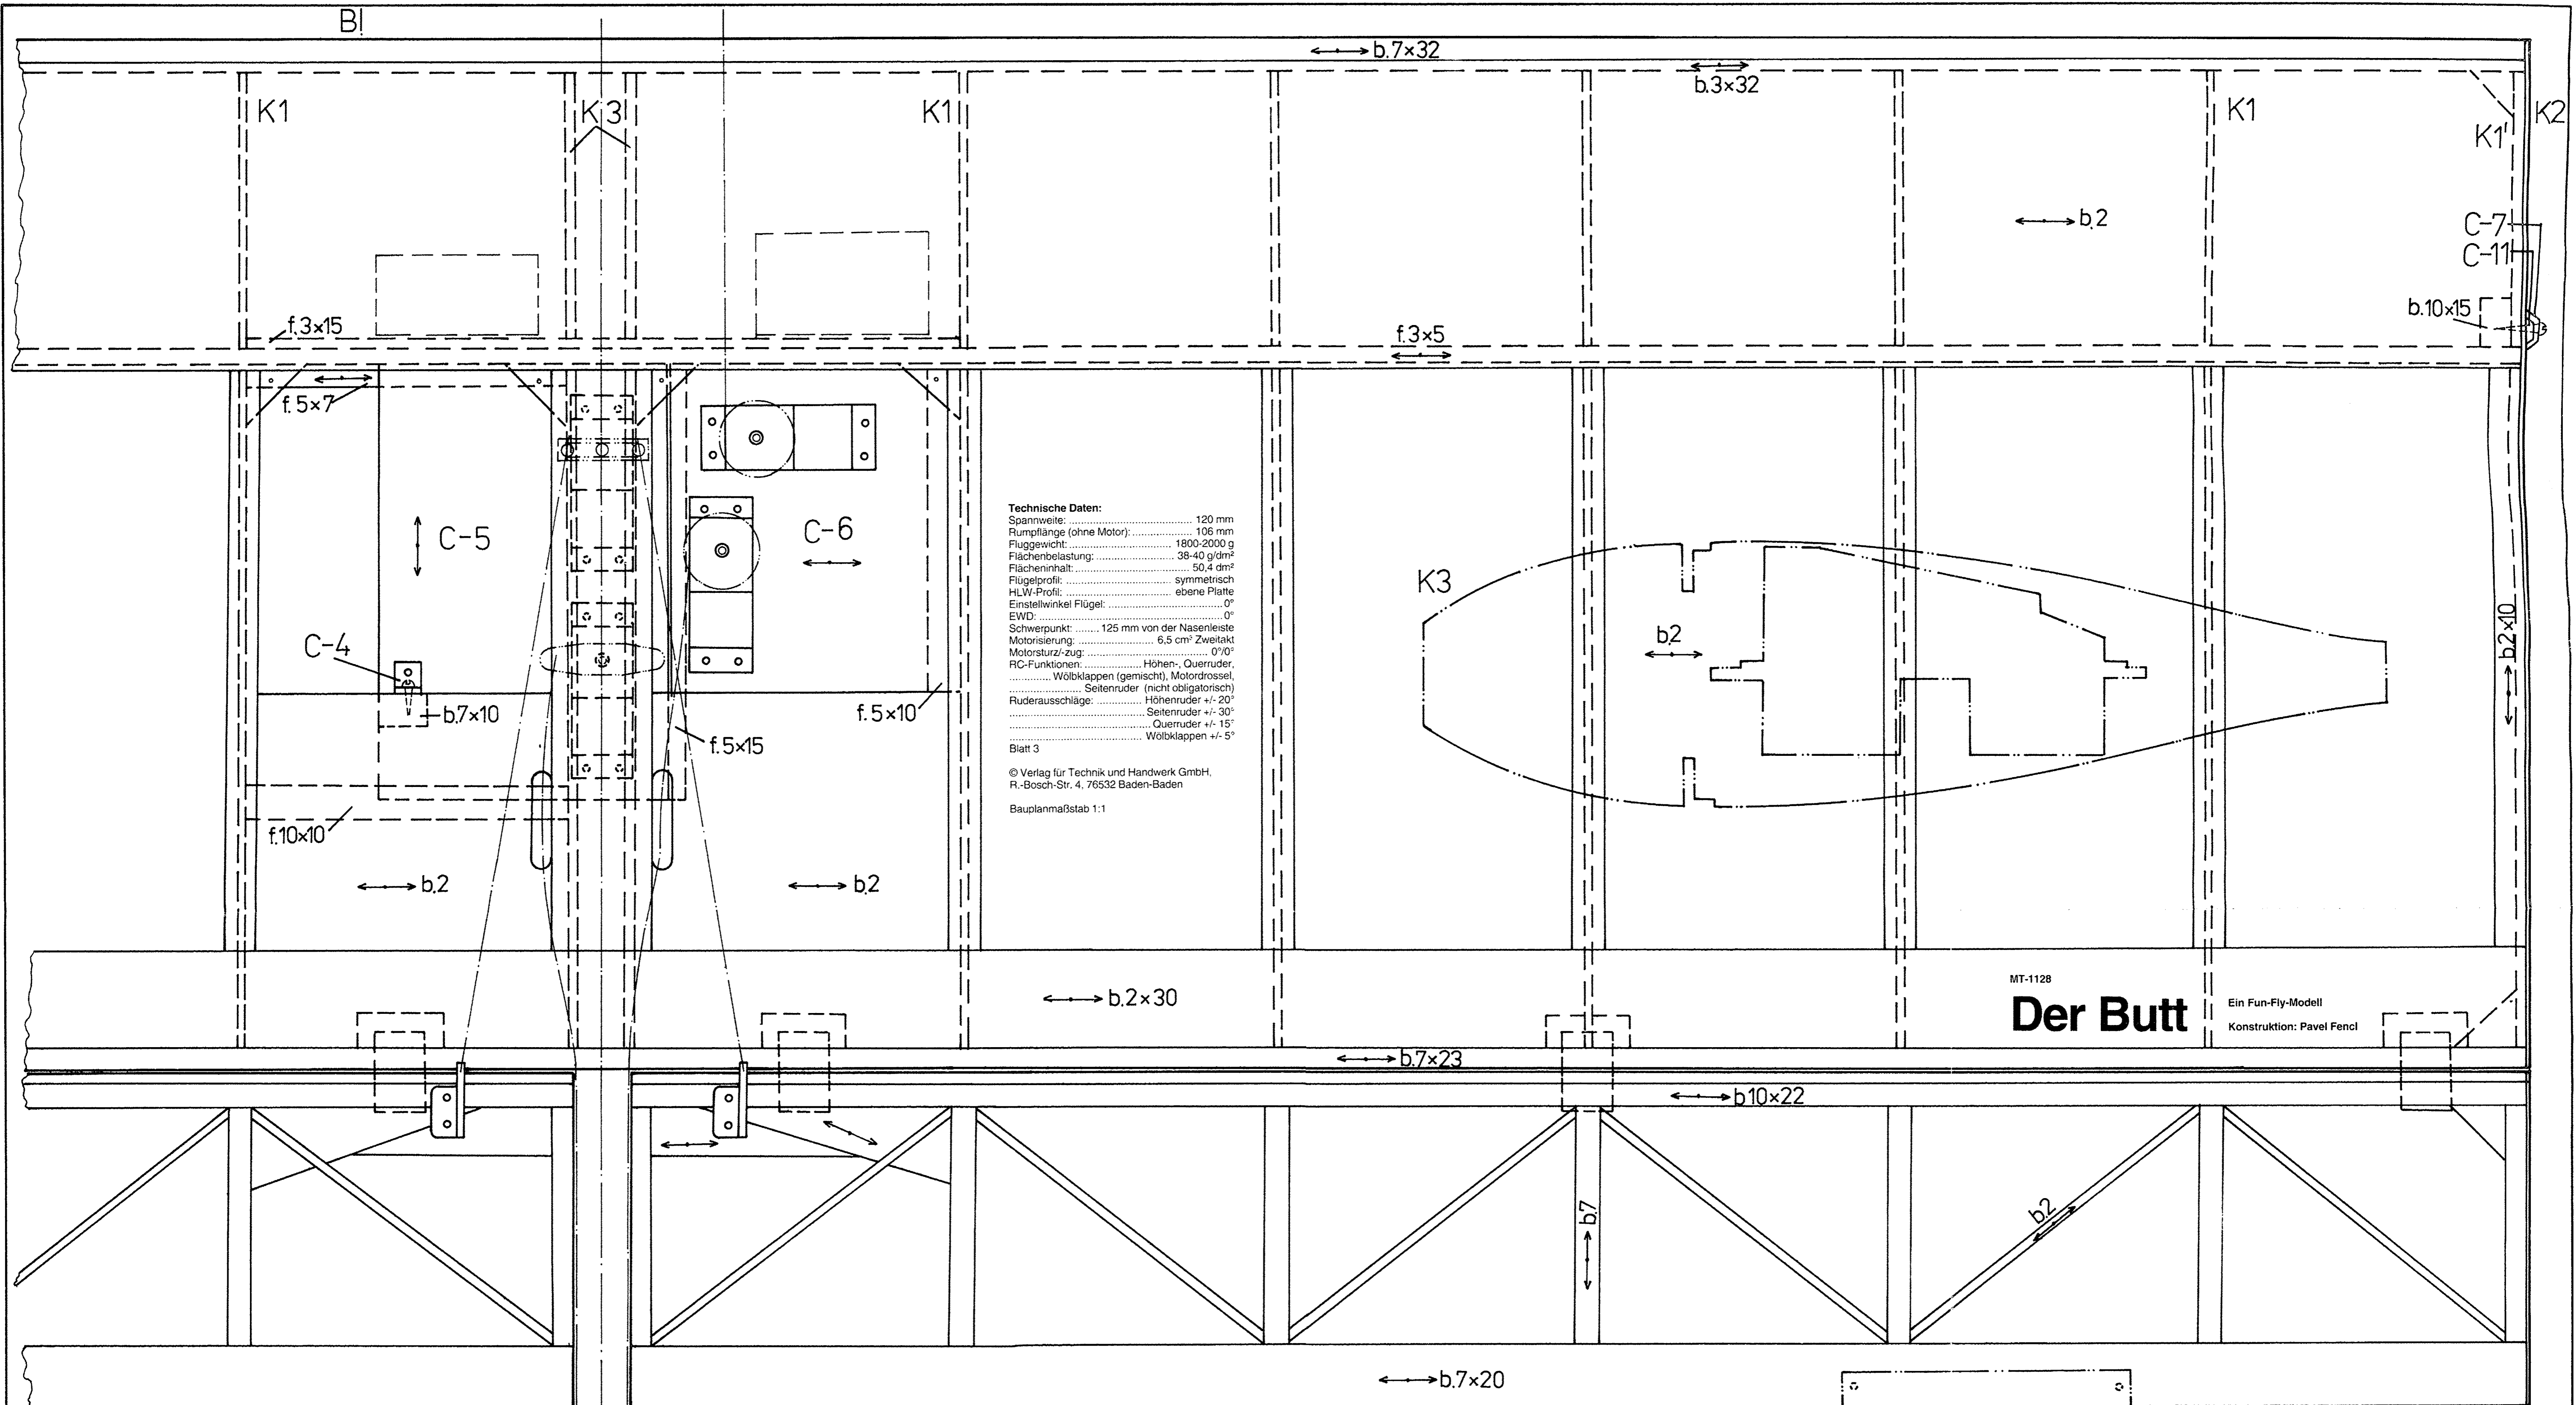 B
b.7×32
b.3×32
K1
K3
K1
K1
K1'
K2
b.2
C-7
C-11
b.10×15
f.3×15
f.3×5
f.5×7
C-5
C-6
C-4
b.7×10
f.5×10
f.5×15
f.10×10
b.2
b.2
Technische Daten:
Spannweite: ........................................ 120 mm
Rumpflänge (ohne Motor): .................... 106 mm
Fluggewicht: .................................. 1800-2000 g
Flächenbelastung: .......................... 38-40 g/dm²
Flächeninhalt: ...................................... 50,4 dm²
Flügelprofil: .................................. symmetrisch
HLW-Profil: .................................. ebene Platte
Einstellwinkel Flügel: ..................................... 0°
EWD: ............................................................ 0°
Schwerpunkt: ........ 125 mm von der Nasenleiste
Motorisierung: .......................... 6,5 cm³ Zweitakt
Motorsturz/-zug: ........................................ 0°/0°
RC-Funktionen: ................... Höhen-, Querruder,
.............. Wölbklappen (gemischt), Motordrossel,
........................ Seitenruder (nicht obligatorisch)
Ruderausschläge: ............... Höhenruder +/- 20°
............................................. Seitenruder +/- 30°
............................................... Querruder +/- 15°
............................................ Wölbklappen +/- 5°
Blatt 3
© Verlag für Technik und Handwerk GmbH,
R.-Bosch-Str. 4, 76532 Baden-Baden
Bauplanmaßstab 1:1
K3
b.2
b.2×10
b.2×30
MT-1128
Der Butt
Ein Fun-Fly-Modell
Konstruktion: Pavel Fencl
b.7×23
b10×22
b.7
b.2
b.7×20